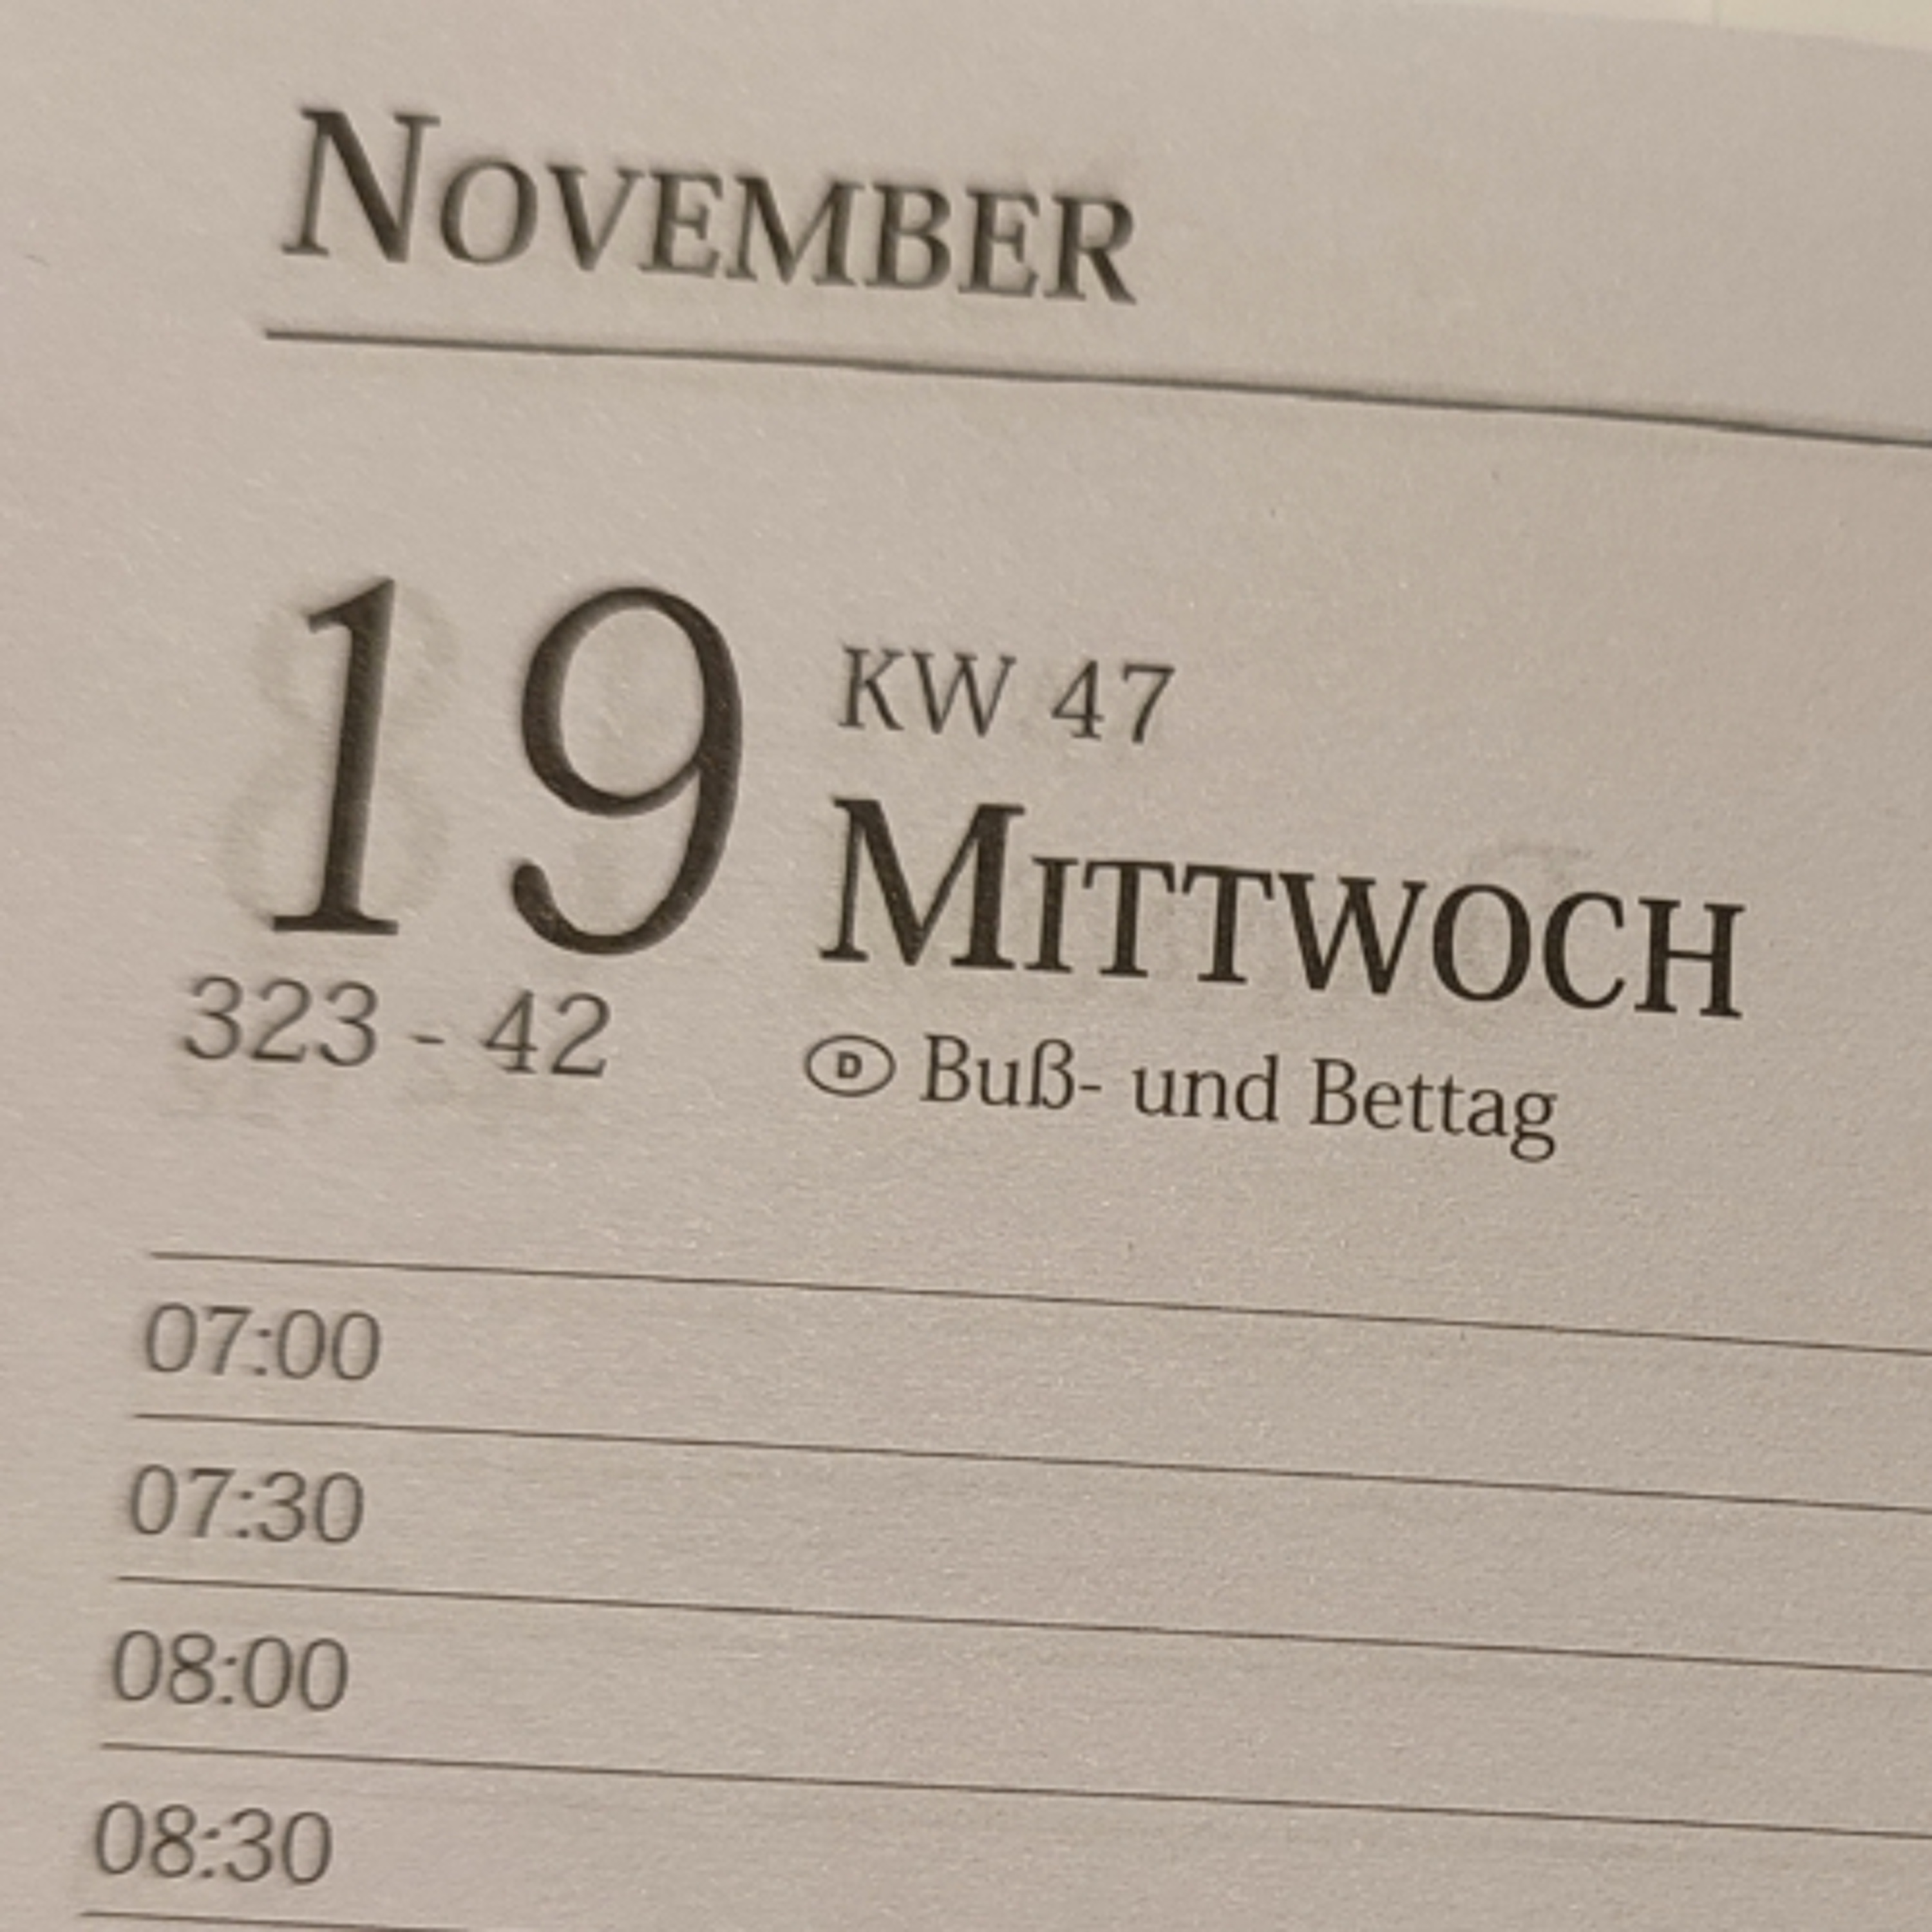 NOVEMBER
19
KW 47
MITTWOCH
323 - 42
D Buß- und Bettag
07:00
07:30
08:00
08:30